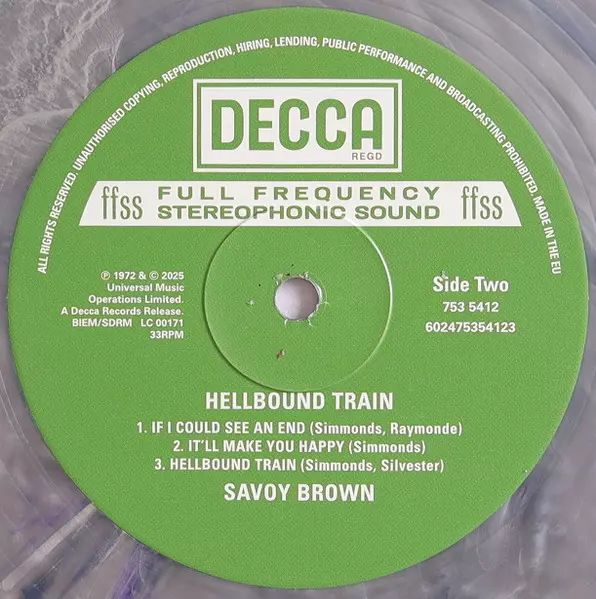 ALL RIGHTS RESERVED. UNAUTHORISED COPYING, REPRODUCTION, HIRING, LENDING, PUBLIC PERFORMANCE AND BROADCASTING PROHIBITED. MADE IN THE EU
DECCA
REGD
ffss FULL FREQUENCY STEREOPHONIC SOUND ffss
℗ 1972 & © 2025
Universal Music
Operations Limited.
A Decca Records Release.
BIEM/SDRM LC 00171
33RPM
Side Two
753 5412
602475354123
HELLBOUND TRAIN
1. IF I COULD SEE AN END (Simmonds, Raymonde)
2. IT'LL MAKE YOU HAPPY (Simmonds)
3. HELLBOUND TRAIN (Simmonds, Silvester)
SAVOY BROWN